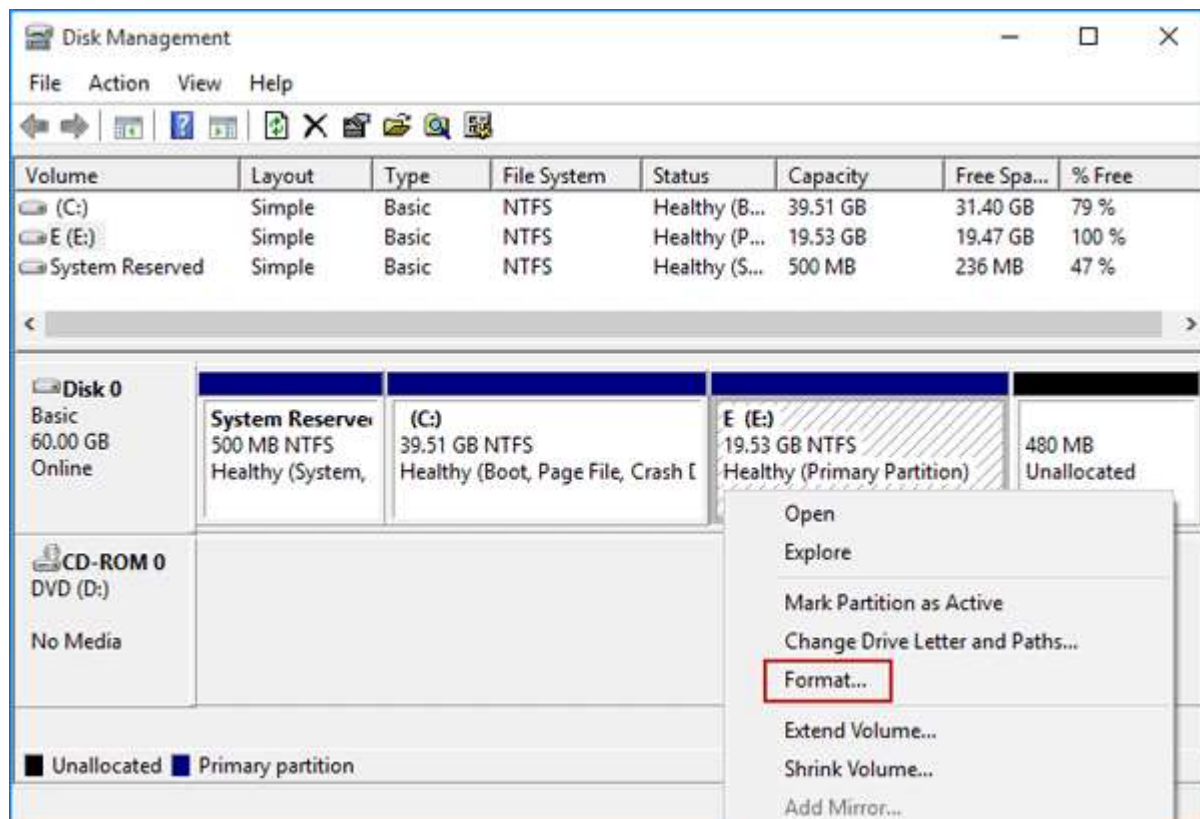 Disk Management
File Action View Help
Volume Layout Type File System Status Capacity Free Spa... % Free
(C:) Simple Basic NTFS Healthy (B... 39.51 GB 31.40 GB 79 %
E (E:) Simple Basic NTFS Healthy (P... 19.53 GB 19.47 GB 100 %
System Reserved Simple Basic NTFS Healthy (S... 500 MB 236 MB 47 %
Disk 0
Basic
60.00 GB
Online
System Reserve
500 MB NTFS
Healthy (System,
(C:)
39.51 GB NTFS
Healthy (Boot, Page File, Crash
E (E:)
19.53 GB NTFS
Healthy (Primary Partition)
480 MB
Unallocated
CD-ROM 0
DVD (D:)
No Media
Open
Explore
Mark Partition as Active
Change Drive Letter and Paths...
Format...
Extend Volume...
Shrink Volume...
Add Mirror...
Unallocated Primary partition